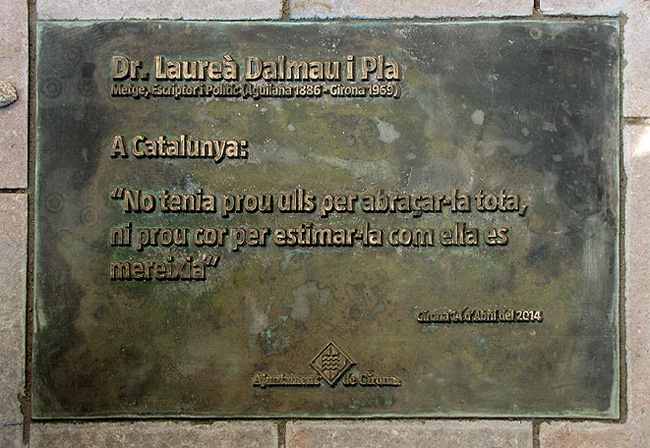 Dr. Laureà Dalmau i Pla
Metge, Escriptor i Polític (Agullana 1886 - Girona 1969)
A Catalunya:
"No tenia prou ulls per abraçar-la tota,
ni prou cor per estimar-la com ella es
mereixia"
Girona 14 d'Abril del 2014
Ajuntament de Girona